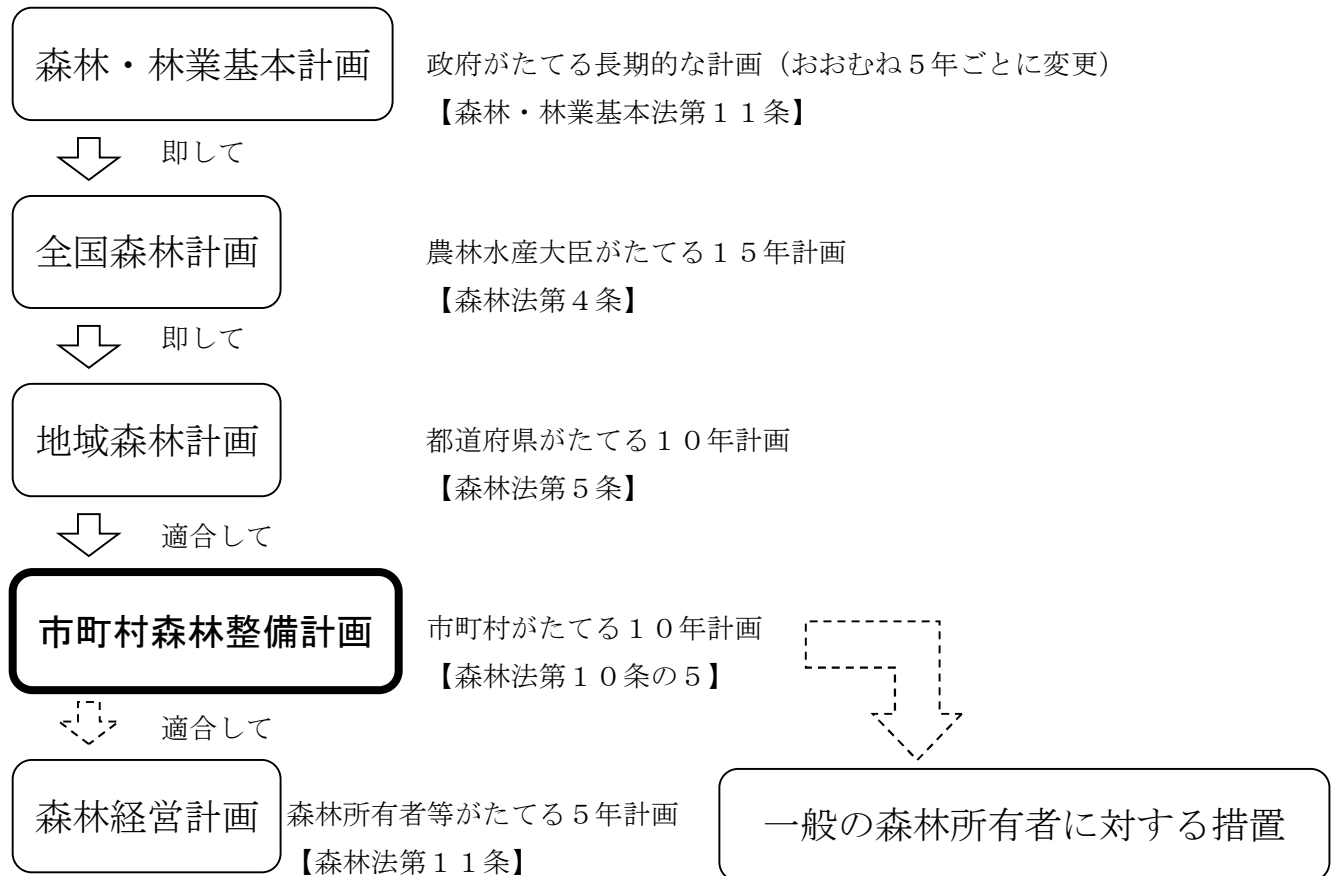 森林・林業基本計画
政府がたてる長期的な計画（おおむね５年ごとに変更）
【森林・林業基本法第１１条】
即して
全国森林計画
農林水産大臣がたてる１５年計画
【森林法第４条】
即して
地域森林計画
都道府県がたてる１０年計画
【森林法第５条】
適合して
市町村森林整備計画
市町村がたてる１０年計画
【森林法第１０条の５】
適合して
森林経営計画
森林所有者等がたてる５年計画
【森林法第１１条】
一般の森林所有者に対する措置